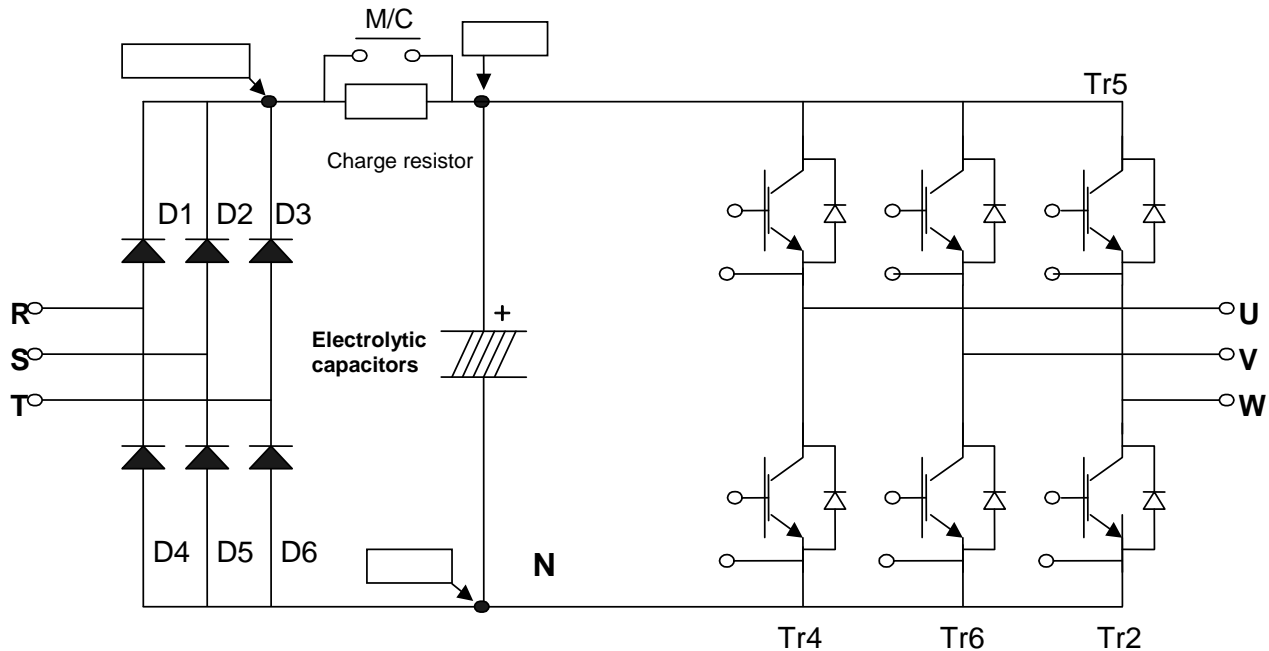 M/C
Tr5
Charge resistor
D1 D2 D3
R
S
T
+
Electrolytic
capacitors
U
V
W
D4 D5 D6
N
Tr4 Tr6 Tr2